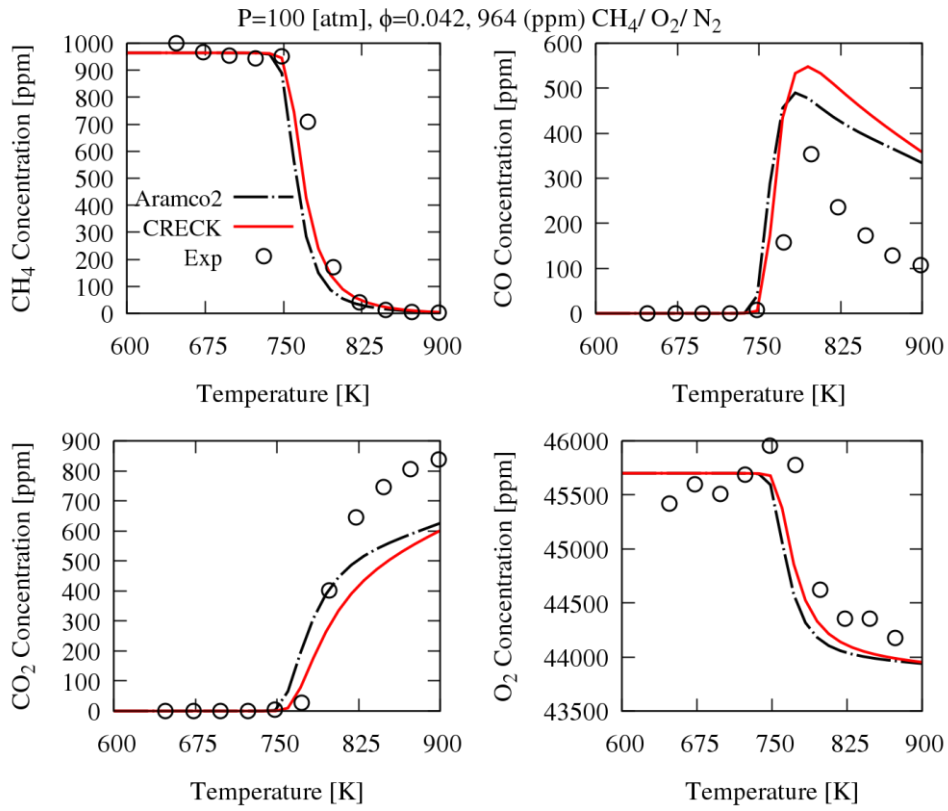 P=100 [atm], ϕ=0.042, 964 (ppm) CH₄/ O₂/ N₂
CH₄ Concentration [ppm]
1000
900
800
700
600
500
400
300
200
100
0
Aramco2
CRECK
Exp
600 675 750 825 900
Temperature [K]
CO Concentration [ppm]
600
500
400
300
200
100
0
600 675 750 825 900
Temperature [K]
CO₂ Concentration [ppm]
900
800
700
600
500
400
300
200
100
0
600 675 750 825 900
Temperature [K]
O₂ Concentration [ppm]
46000
45500
45000
44500
44000
43500
600 675 750 825 900
Temperature [K]